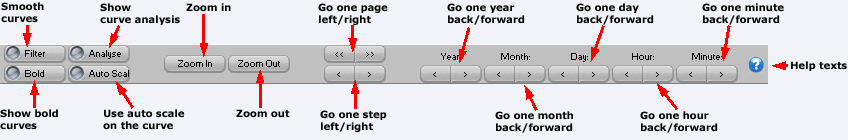 Smooth
curves
Show
curve analysis
Zoom in
Go one page
left/right
Go one year
back/forward
Go one day
back/forward
Go one minute
back/forward
Filter
Analyse
Zoom In
Zoom Out
<<
>>
Year:
Month:
Day:
Hour:
Minute:
Bold
Auto Scal
<
>
<
>
<
>
<
>
<
>
<
>
?
Help texts
Show bold
curves
Use auto scale
on the curve
Zoom out
Go one step
left/right
Go one month
back/forward
Go one hour
back/forward